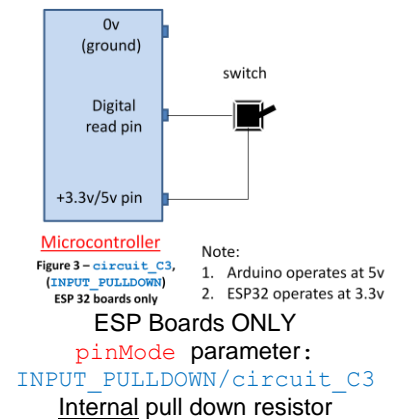 0v
(ground)
switch
Digital
read pin
+3.3v/5v pin
Microcontroller
Figure 3 – circuit_C3,
(INPUT_PULLDOWN)
ESP 32 boards only
Note:
1. Arduino operates at 5v
2. ESP32 operates at 3.3v
ESP Boards ONLY
pinMode parameter:
INPUT_PULLDOWN/circuit_C3
Internal pull down resistor